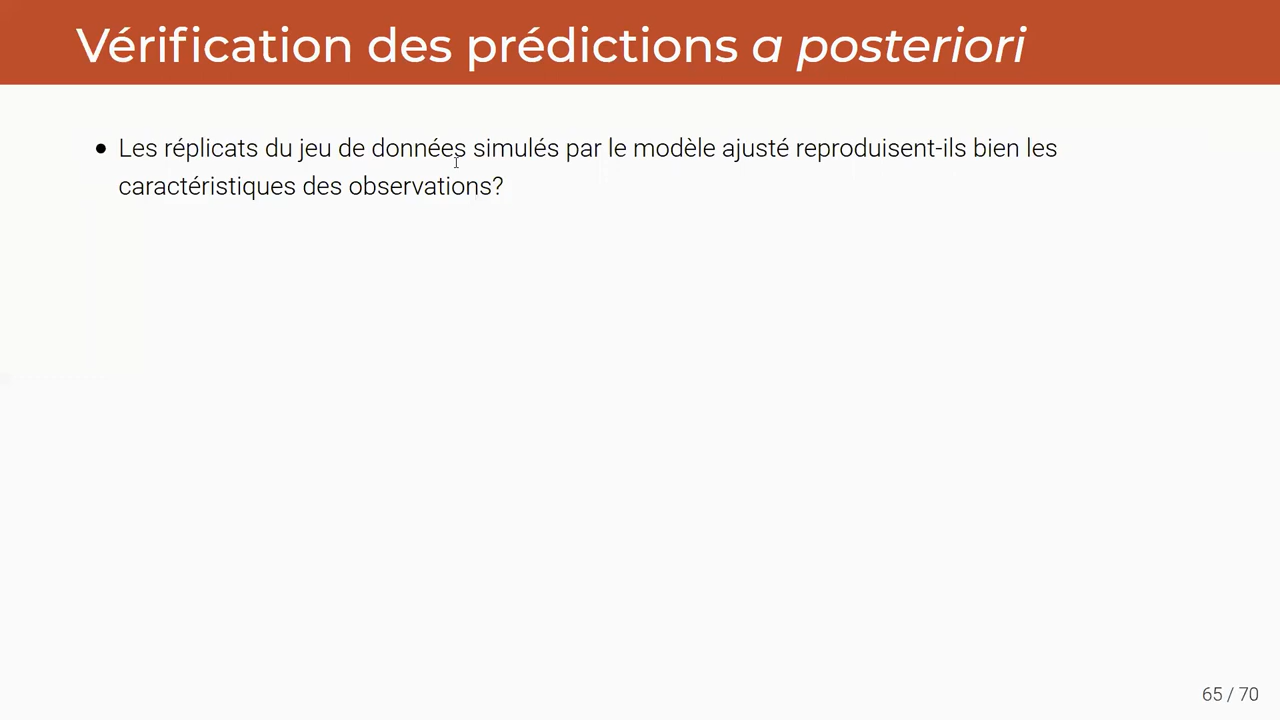 Vérification des prédictions a posteriori
Les réplicats du jeu de données simulés par le modèle ajusté reproduisent-ils bien les
caractéristiques des observations?
65 / 70